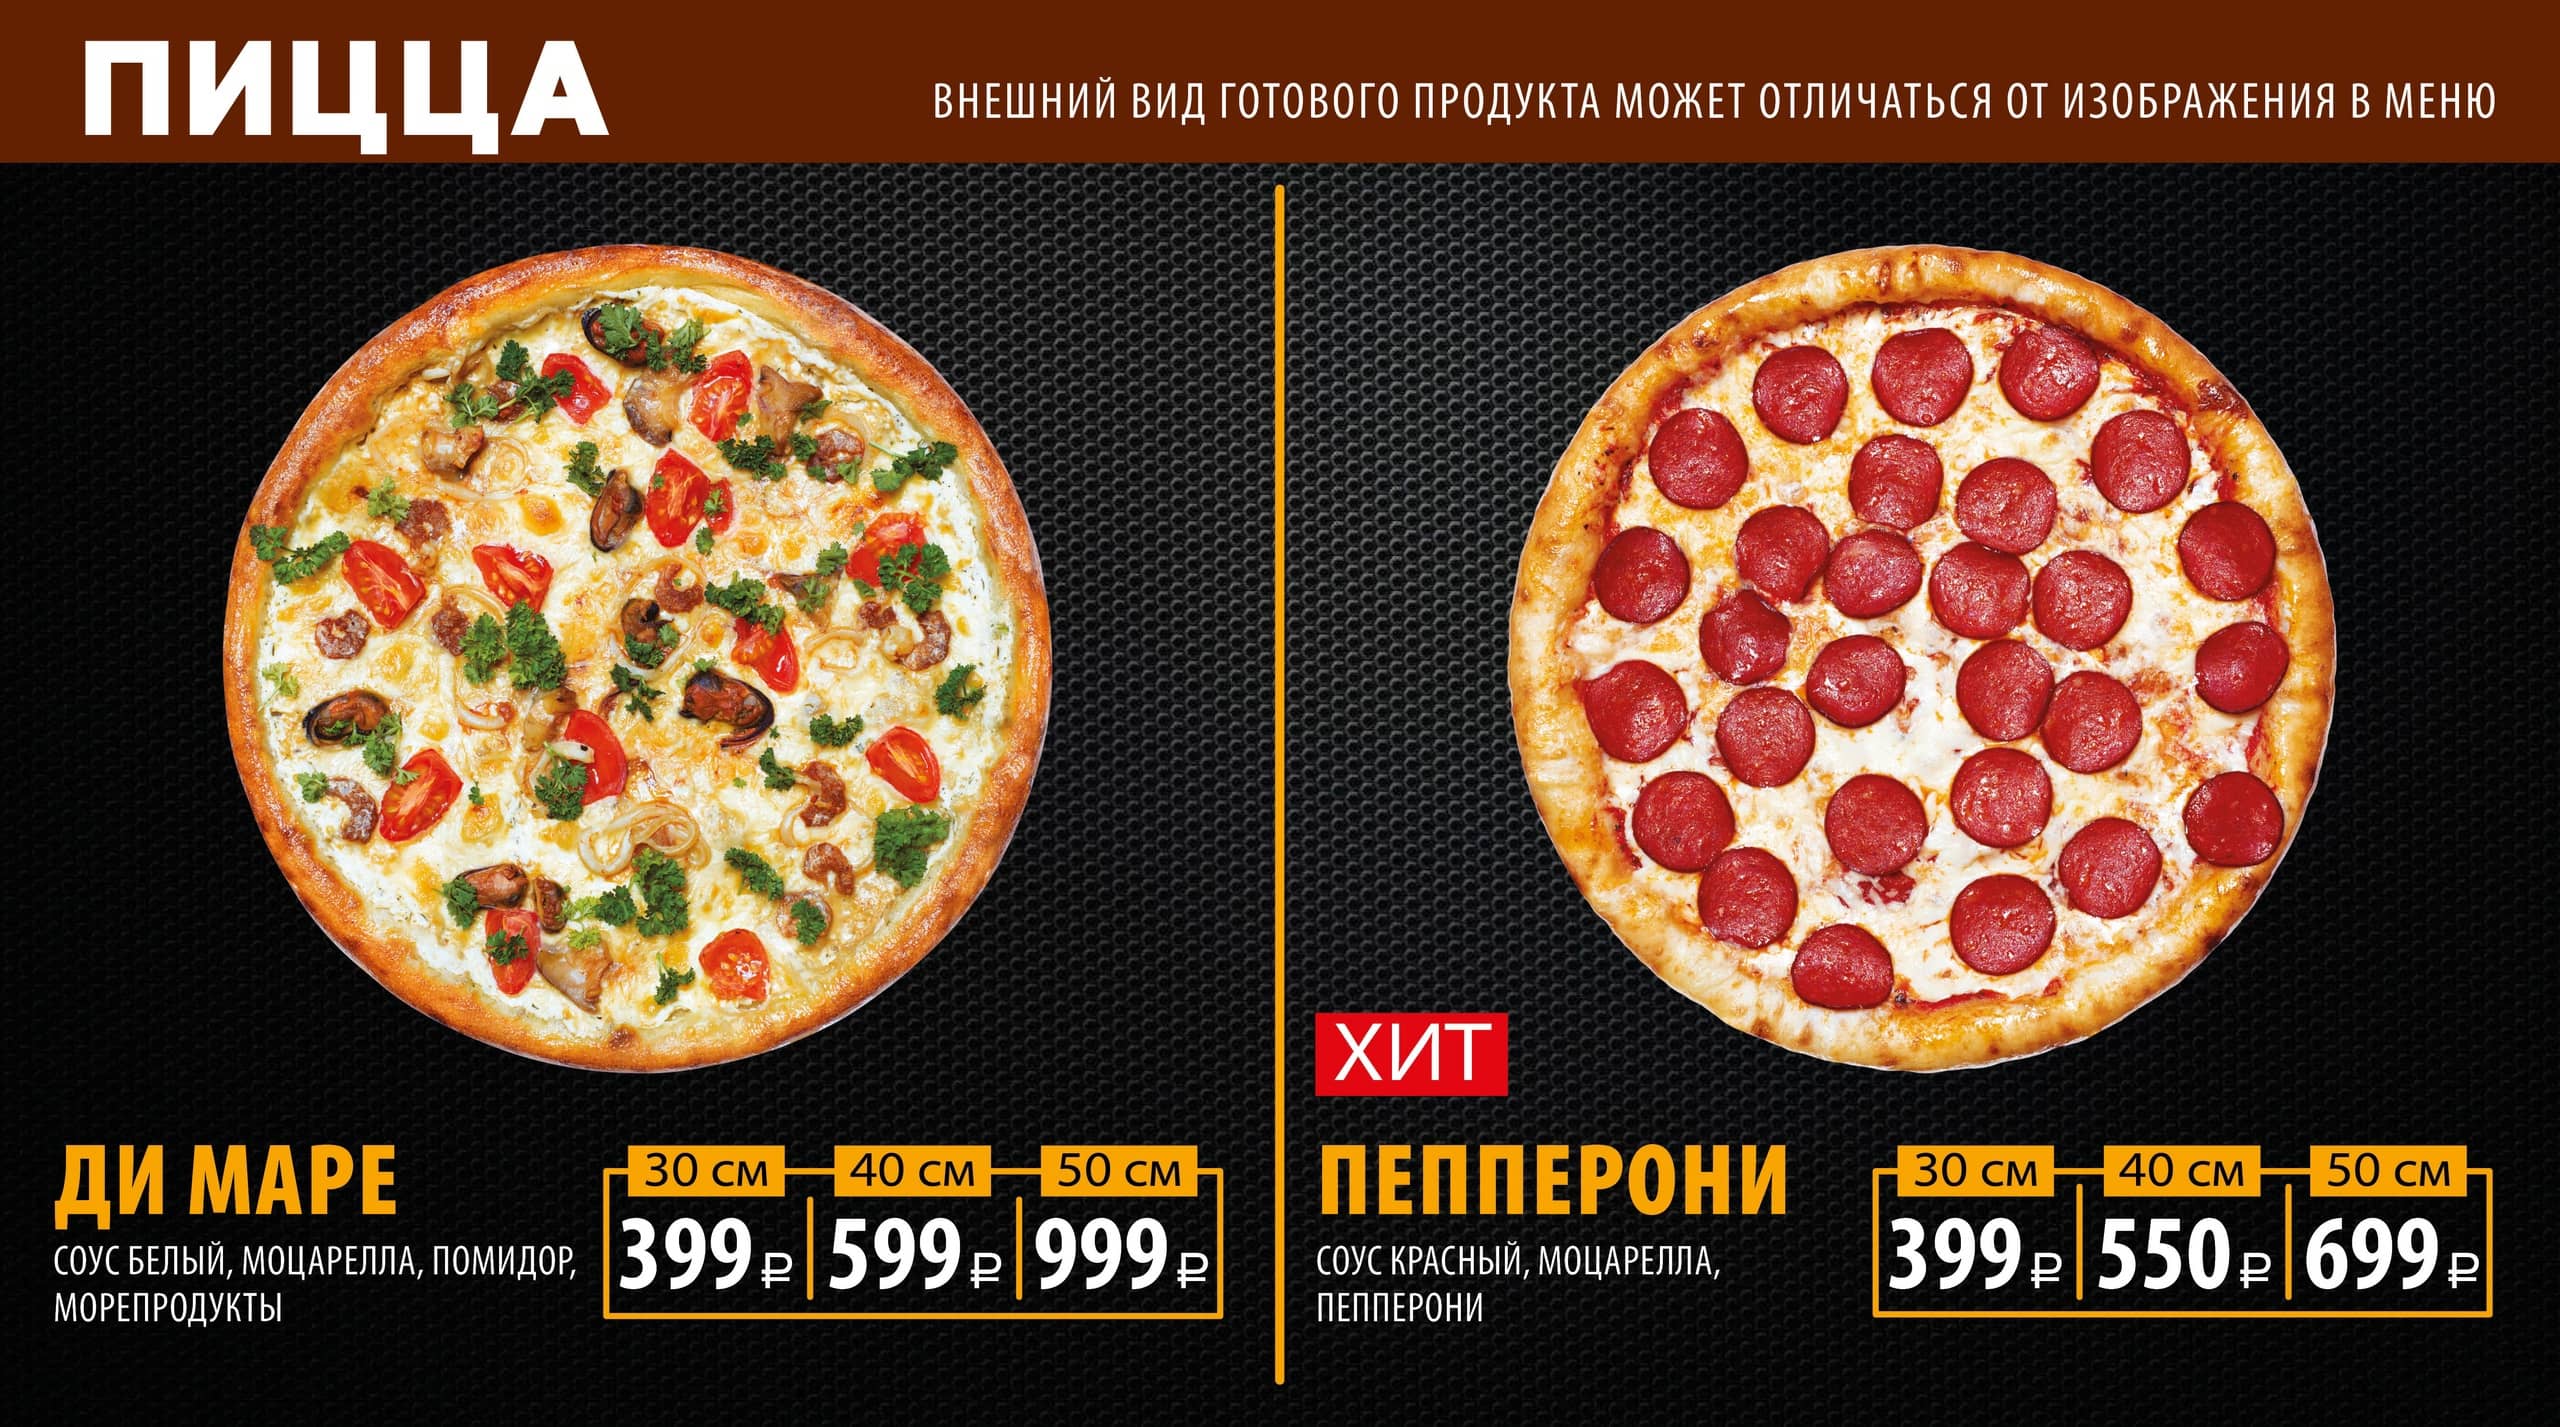 ПИЦЦА
ВНЕШНИЙ ВИД ГОТОВОГО ПРОДУКТА МОЖЕТ ОТЛИЧАТЬСЯ ОТ ИЗОБРАЖЕНИЯ В МЕНЮ
ДИ МАРЕ
СОУС БЕЛЫЙ, МОЦАРЕЛЛА, ПОМИДОР,
МОРЕПРОДУКТЫ
30 см 40 см 50 см
399 ₽ 599 ₽ 999 ₽
ХИТ
ПЕППЕРОНИ
СОУС КРАСНЫЙ, МОЦАРЕЛЛА,
ПЕППЕРОНИ
30 см 40 см 50 см
399 ₽ 550 ₽ 699 ₽